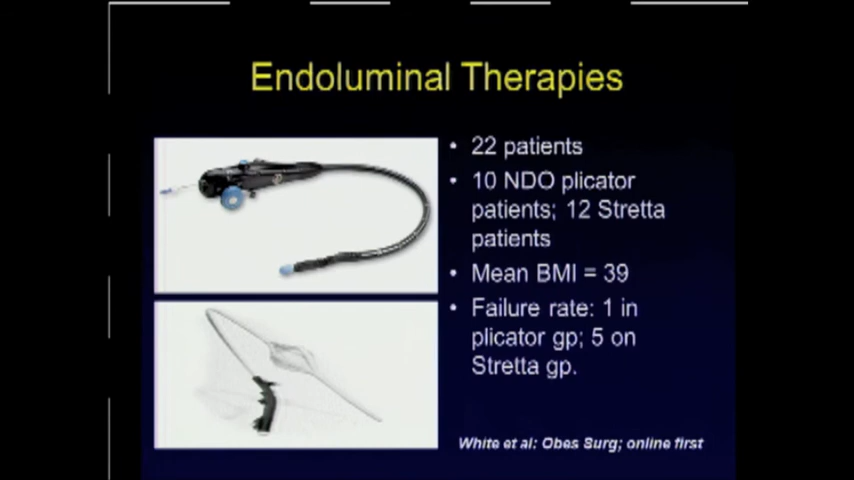 Endoluminal Therapies
• 22 patients
• 10 NDO plicator
patients; 12 Stretta
patients
• Mean BMI = 39
• Failure rate: 1 in
plicator gp; 5 on
Stretta gp.
White et al: Obes Surg; online first